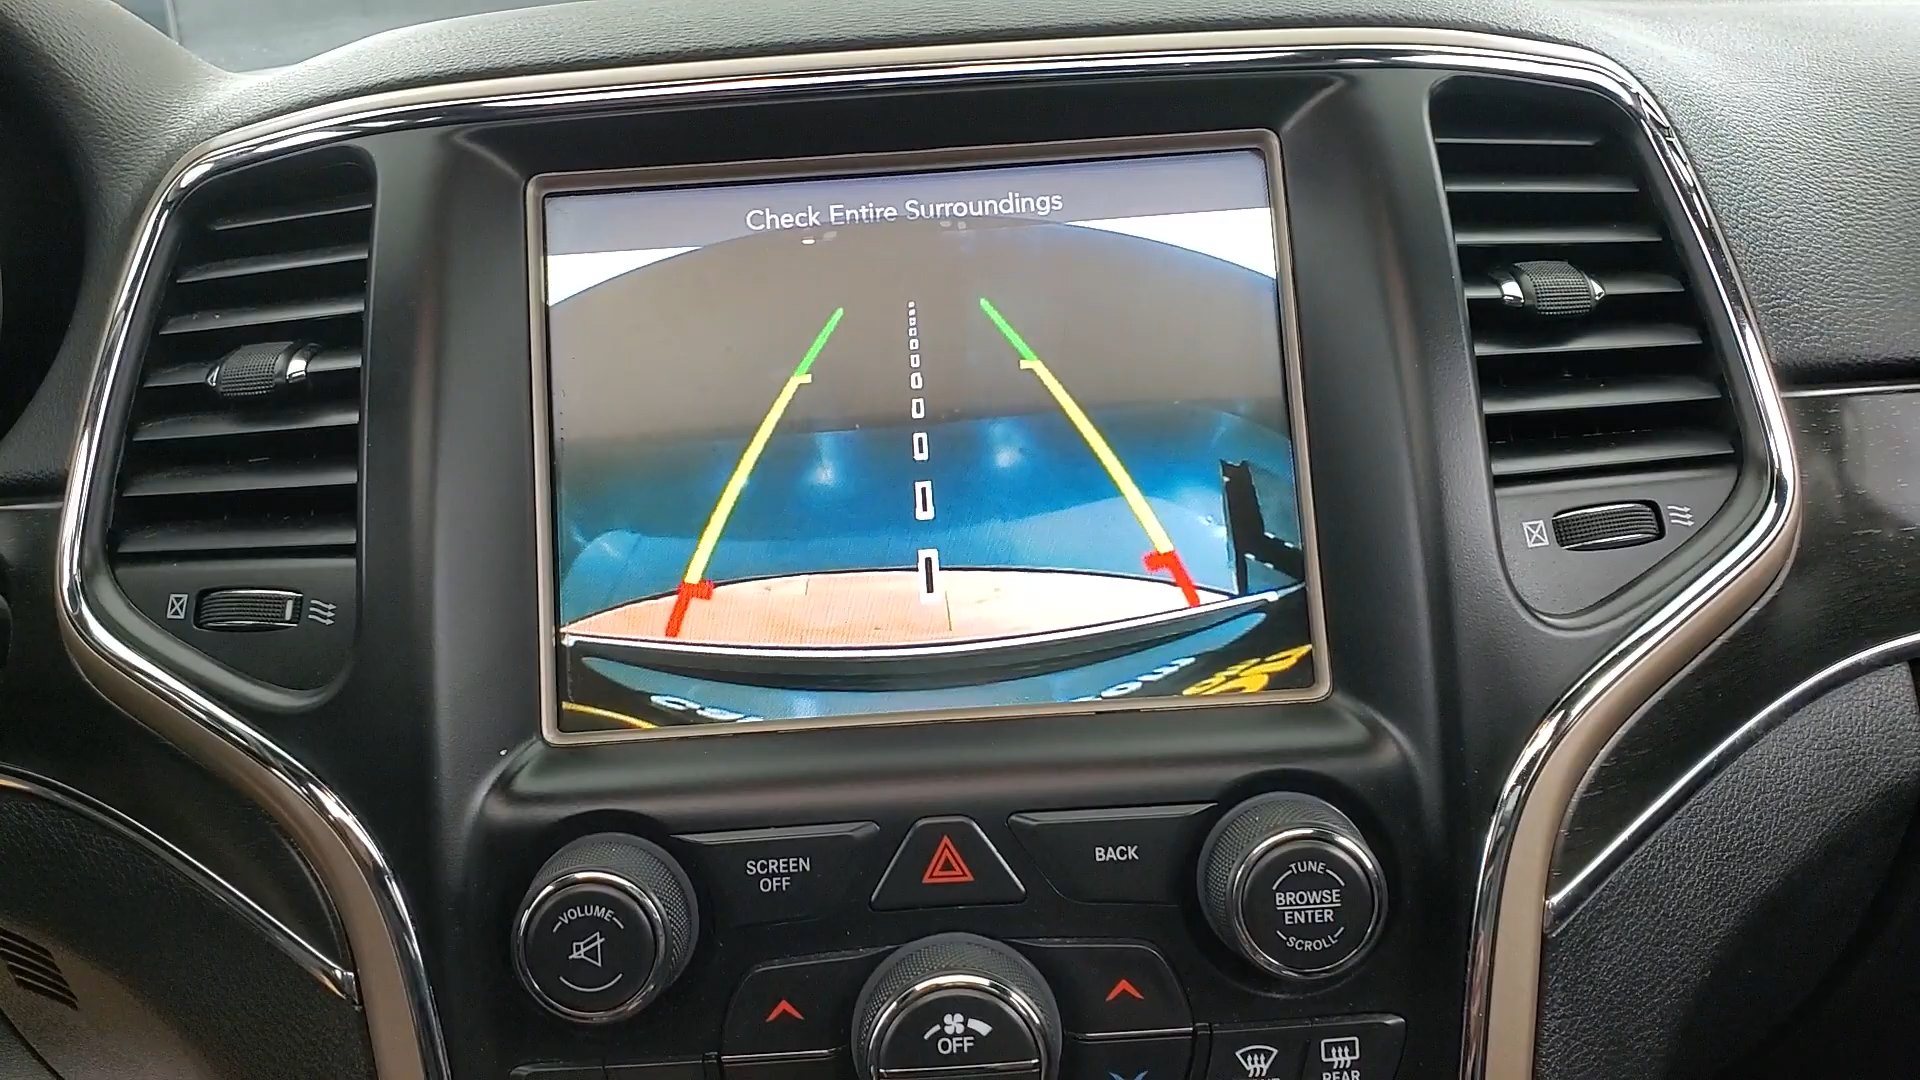 Check Entire Surroundings
SCREEN
OFF
BACK
VOLUME
TUNE
BROWSE
ENTER
SCROLL
OFF
REAR